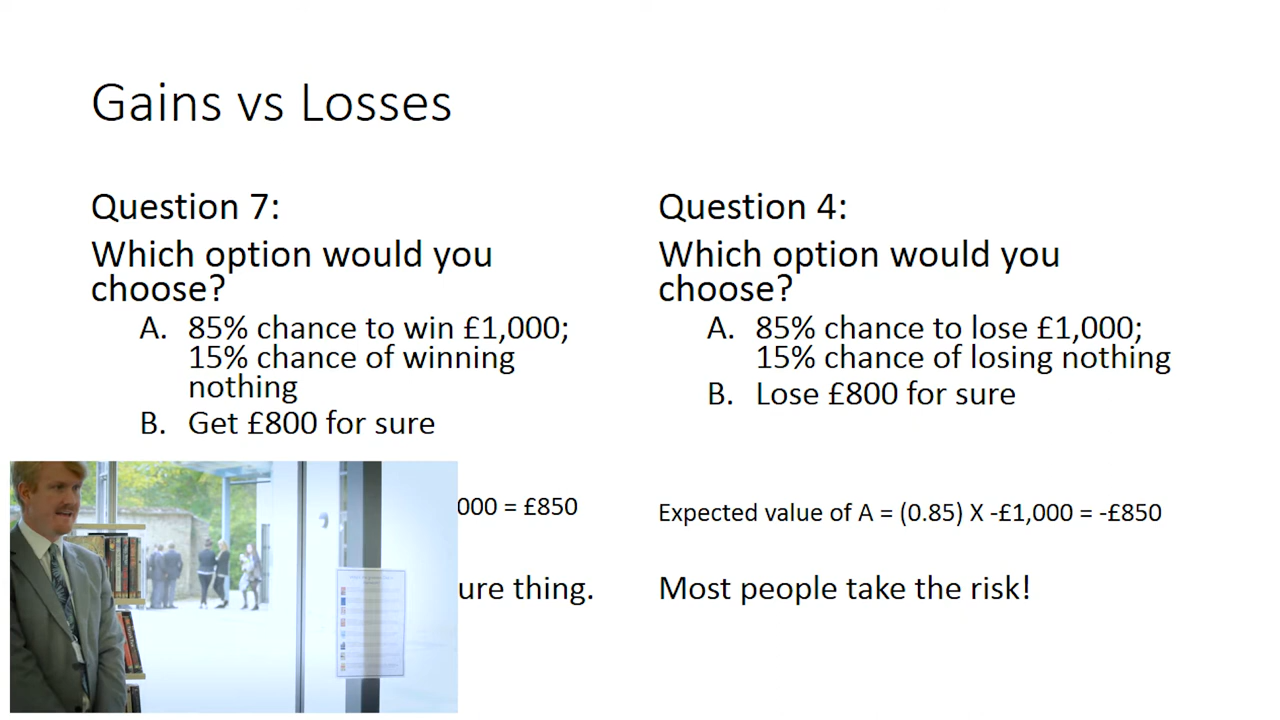 Gains vs Losses
Question 7:
Which option would you
choose?
A. 85% chance to win £1,000;
15% chance of winning
nothing
B. Get £800 for sure
000 = £850
ure thing.
Question 4:
Which option would you
choose?
A. 85% chance to lose £1,000;
15% chance of losing nothing
B. Lose £800 for sure
Expected value of A = (0.85) X -£1,000 = -£850
Most people take the risk!